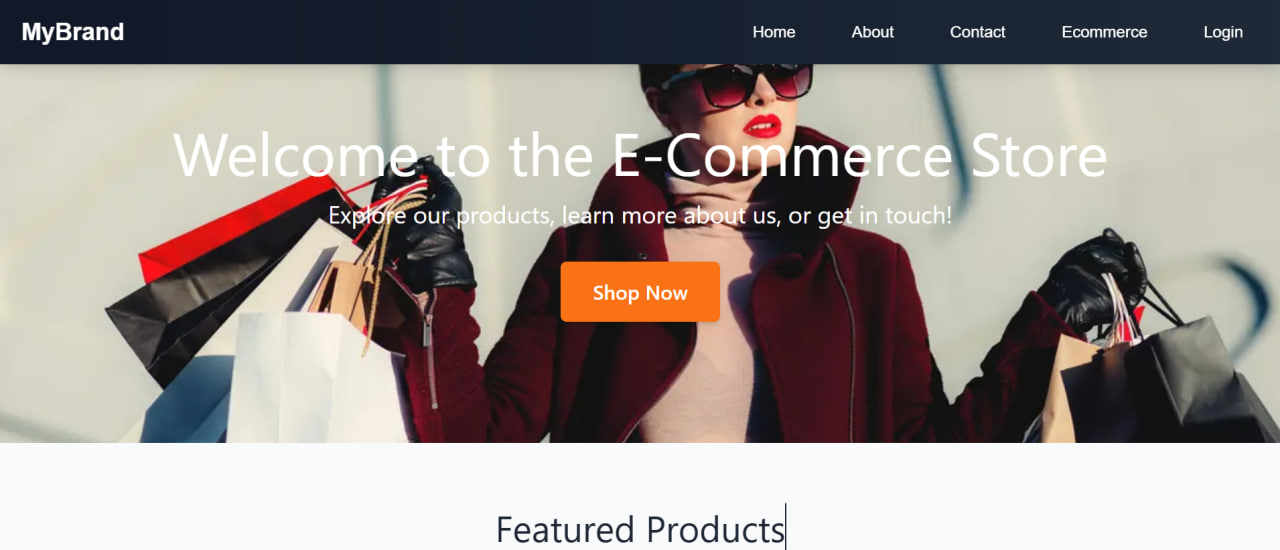 MyBrand
Home About Contact Ecommerce Login
Welcome to the E-Commerce Store
Explore our products, learn more about us, or get in touch!
Shop Now
Featured Products